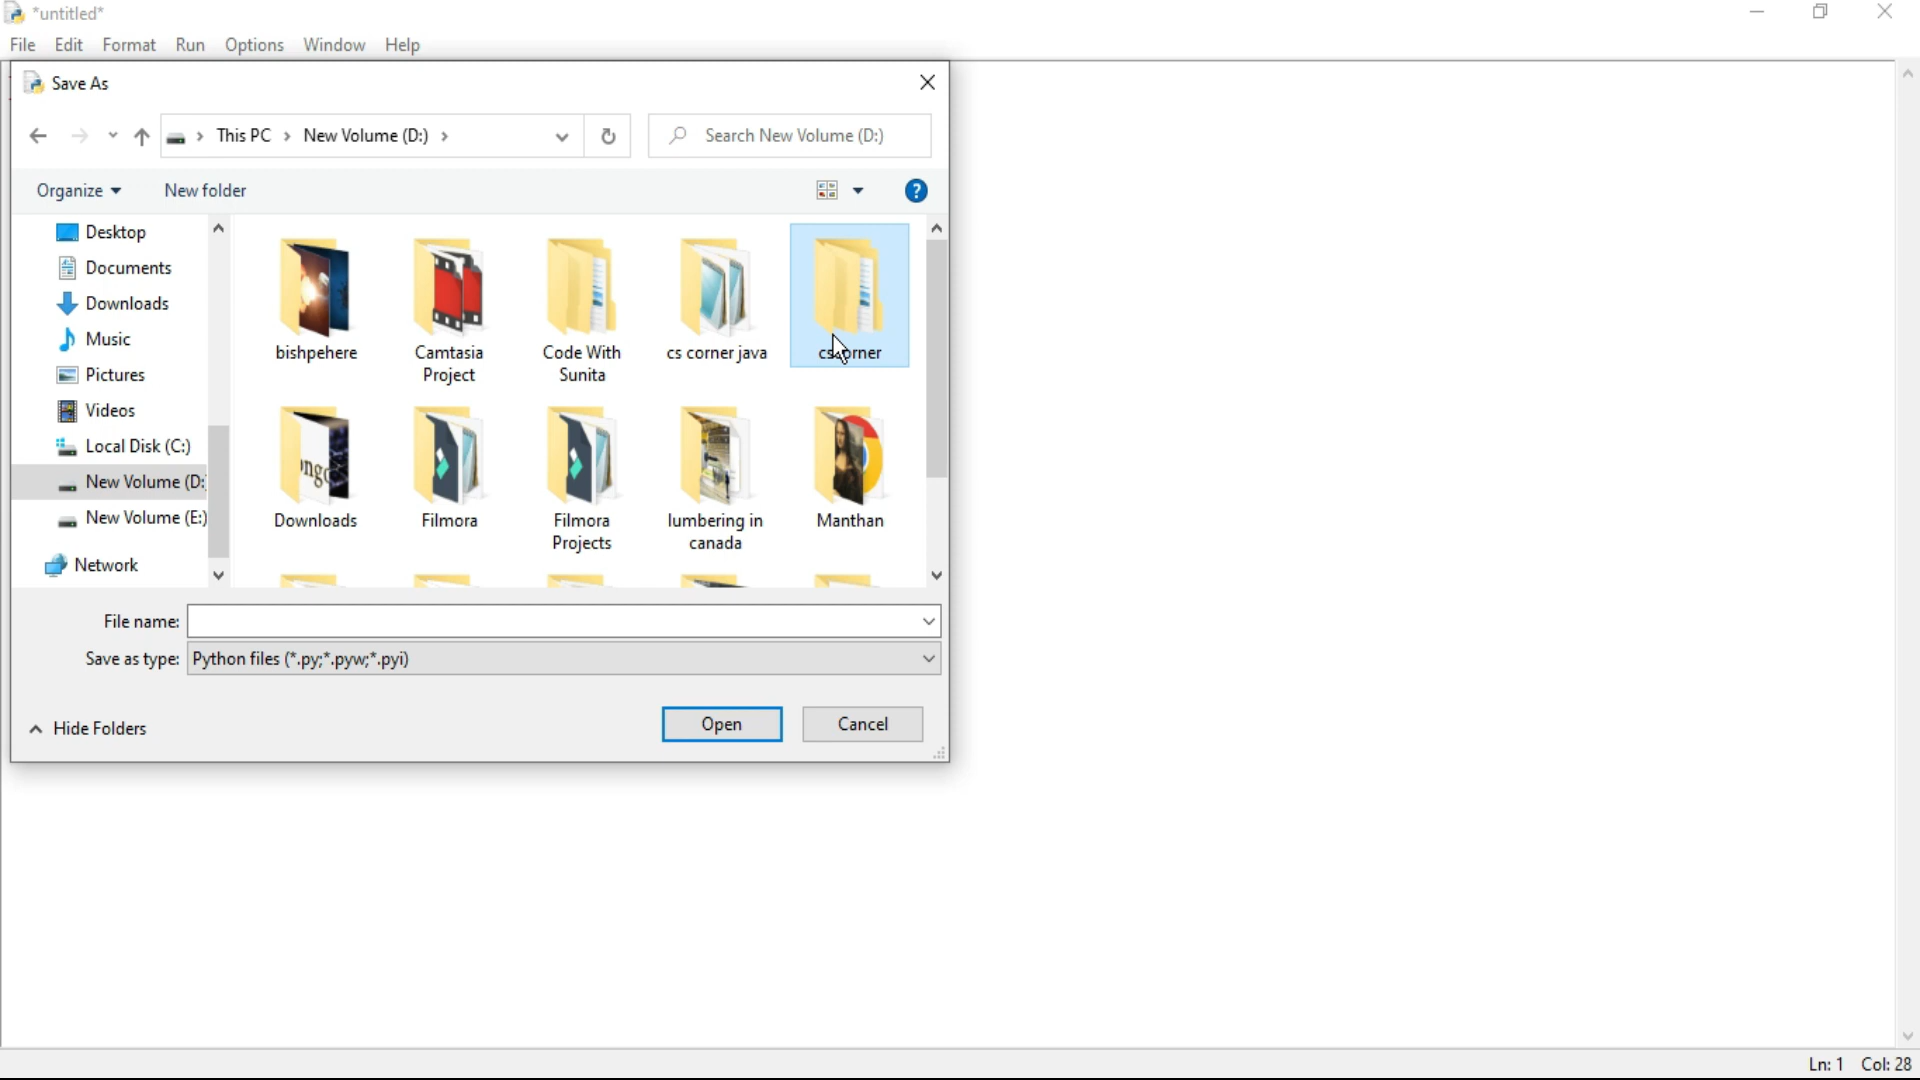 *untitled*
File Edit Format Run Options Window Help
Save As
This PC New Volume (D:)
Search New Volume (D:)
Organize New folder
Desktop
Documents
Downloads
Music
Pictures
Videos
Local Disk (C:)
New Volume (D:
New Volume (E:)
Network
bishpehere
Camtasia
Project
Code With
Sunita
cs corner java
Downloads
Filmora
Filmora
Projects
lumbering in
canada
Manthan
File name:
Save as type: Python files (*.py;*.pyw;*.pyi)
Hide Folders
Open Cancel
Ln: 1 Col: 28